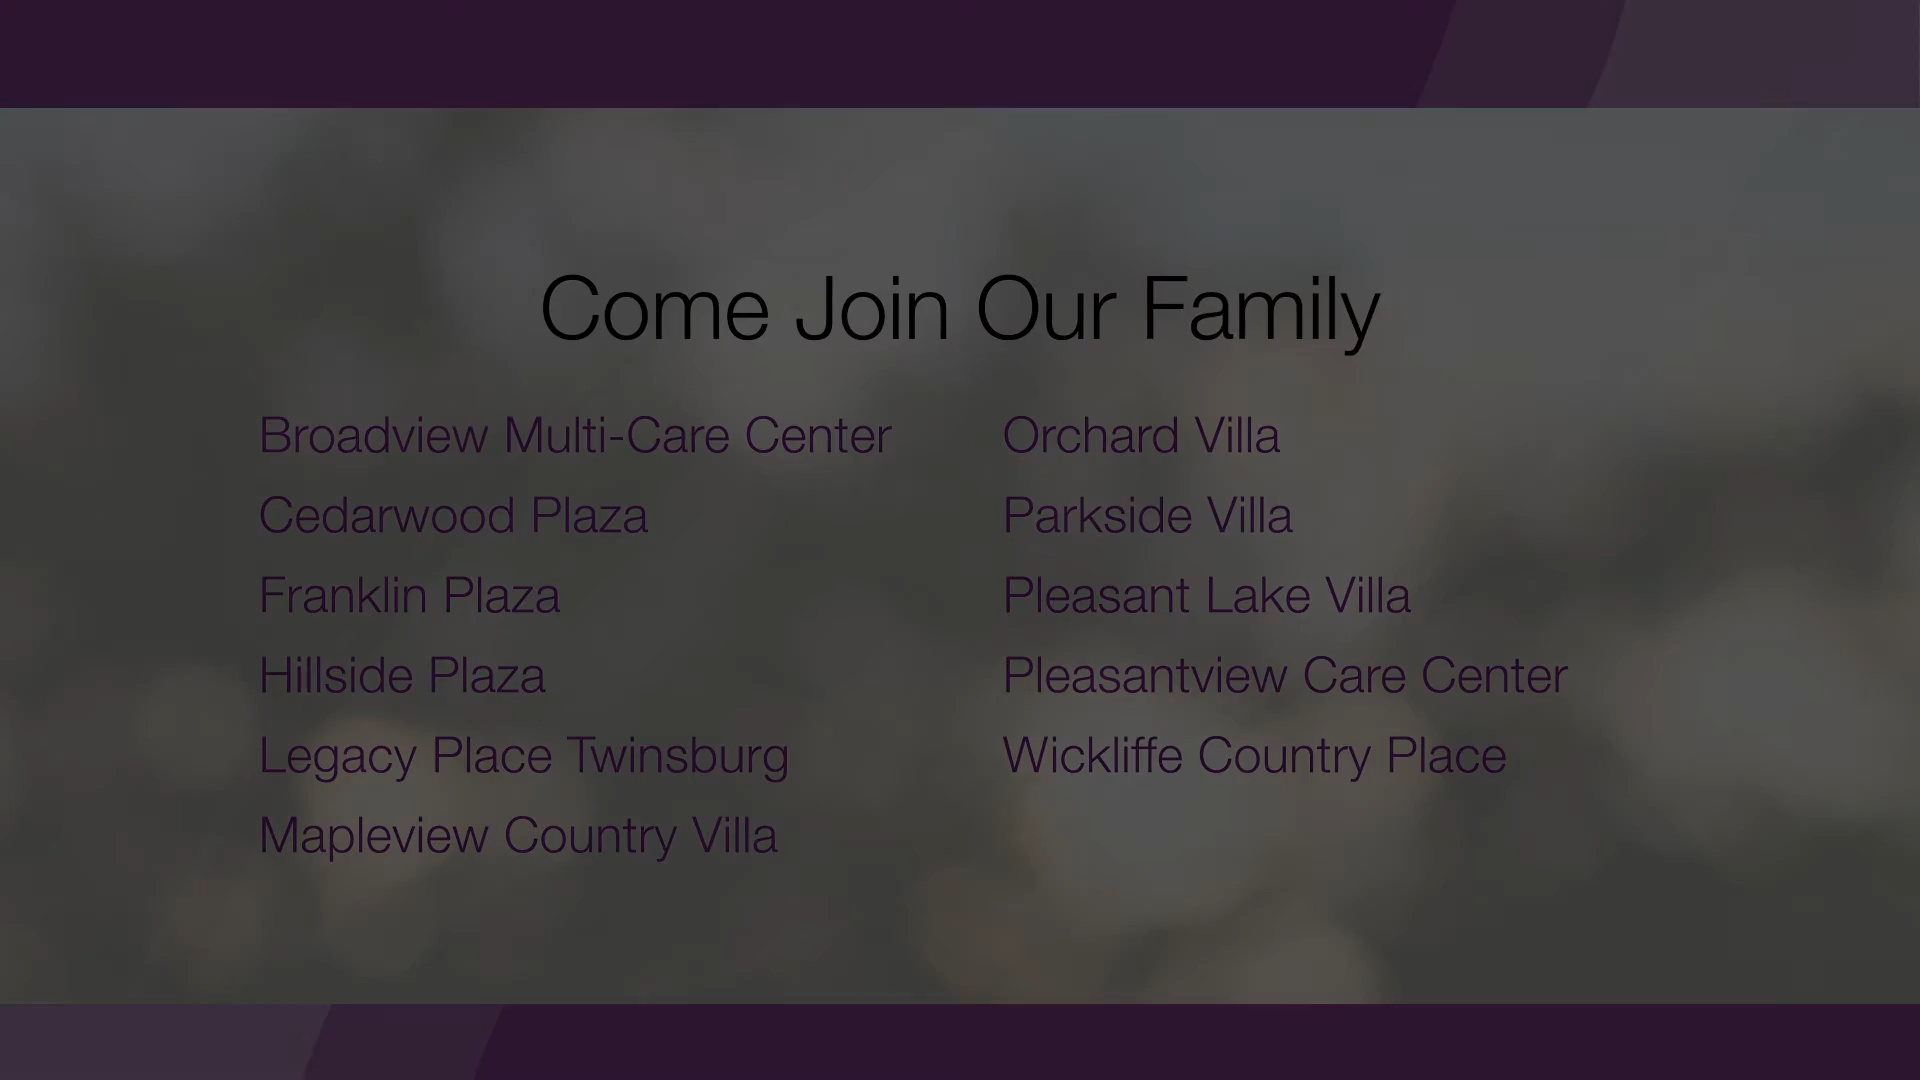 Come Join Our Family
Broadview Multi-Care Center
Cedarwood Plaza
Franklin Plaza
Hillside Plaza
Legacy Place Twinsburg
Mapleview Country Villa
Orchard Villa
Parkside Villa
Pleasant Lake Villa
Pleasantview Care Center
Wickliffe Country Place